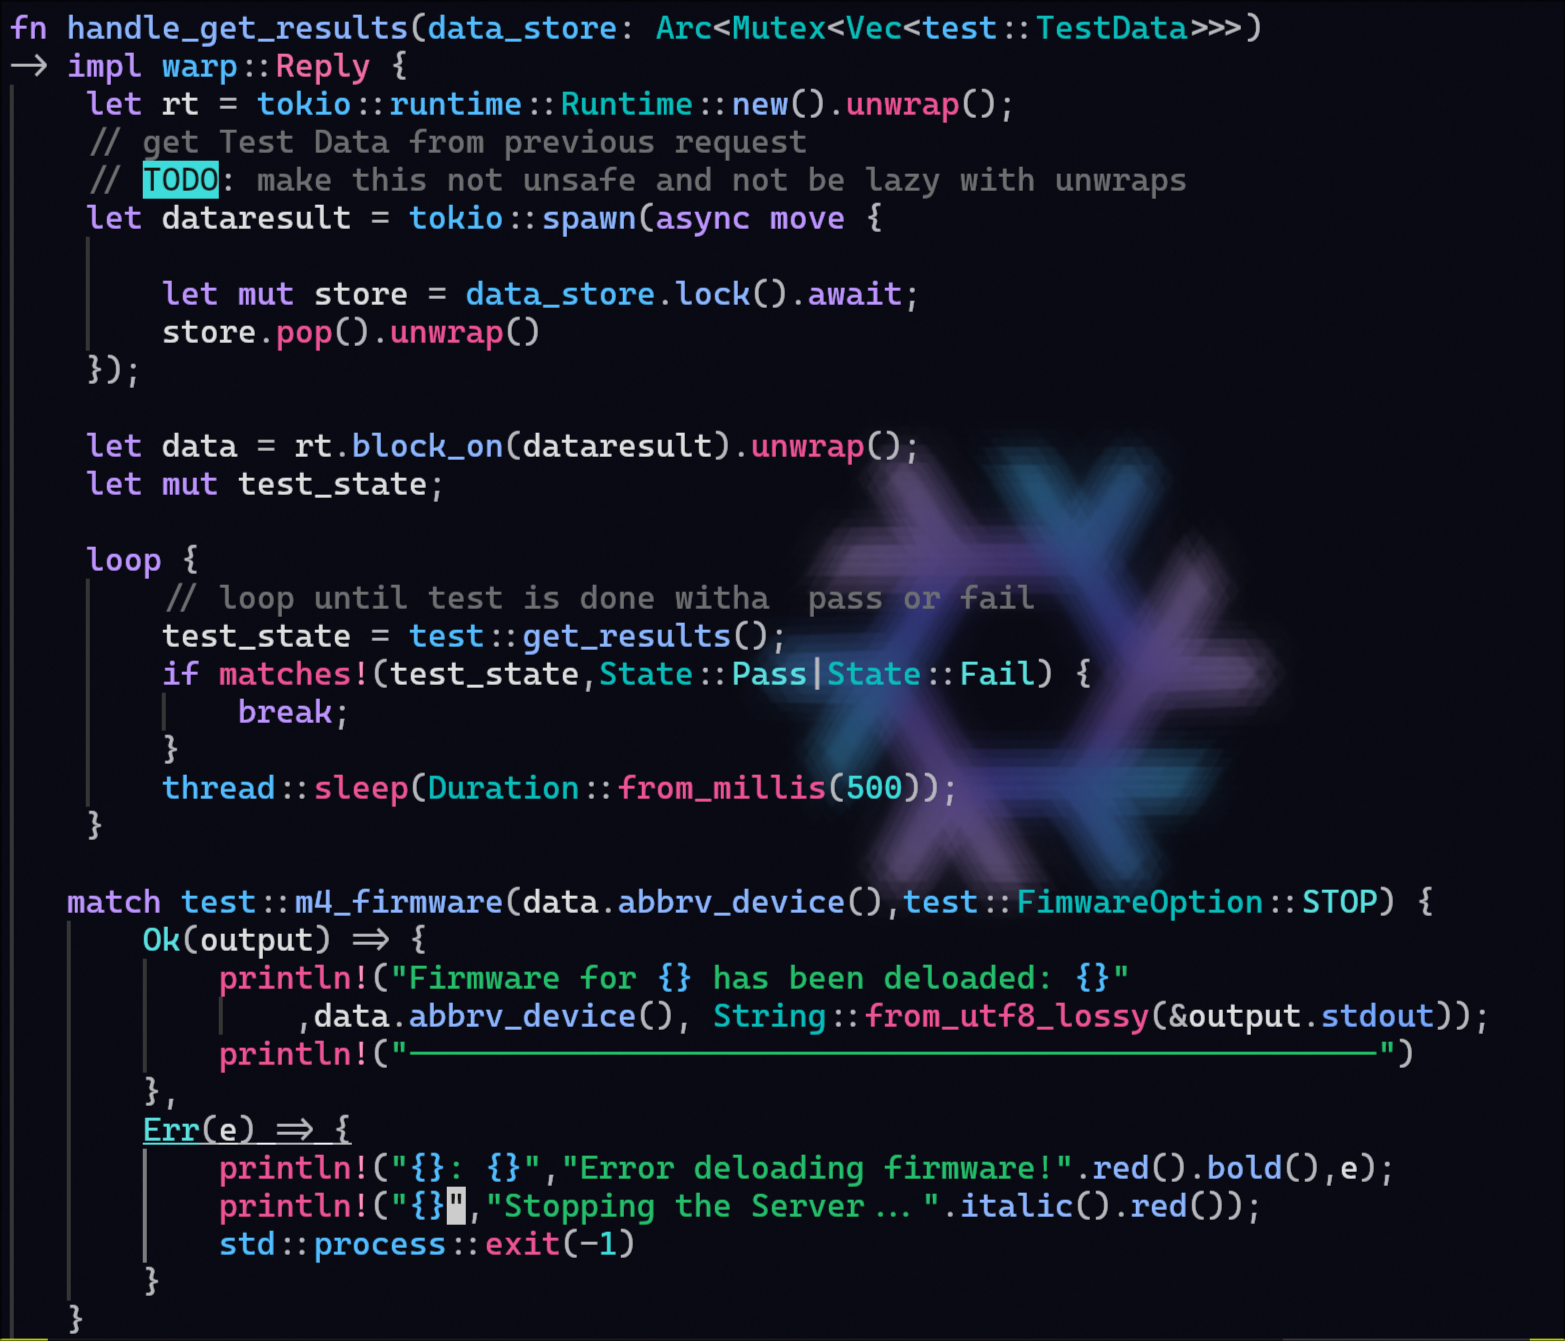 fn handle_get_results(data_store: Arc<Mutex<Vec<test::TestData>>>)
-> impl warp::Reply {
let rt = tokio::runtime::Runtime::new().unwrap();
// get Test Data from previous request
// TODO: make this not unsafe and not be lazy with unwraps
let dataresult = tokio::spawn(async move {
let mut store = data_store.lock().await;
store.pop().unwrap()
});
let data = rt.block_on(dataresult).unwrap();
let mut test_state;
loop {
// loop until test is done witha  pass or fail
test_state = test::get_results();
if matches!(test_state,State::Pass|State::Fail) {
break;
}
thread::sleep(Duration::from_millis(500));
}
match test::m4_firmware(data.abbrv_device(),test::FimwareOption::STOP) {
Ok(output) => {
println!("Firmware for {} has been deloaded: {}"
,data.abbrv_device(), String::from_utf8_lossy(&output.stdout));
println!("---------------------------------------------------")
},
Err(e) => {
println!("{}: {}","Error deloading firmware!".red().bold(),e);
println!("{}","Stopping the Server...".italic().red());
std::process::exit(-1)
}
}